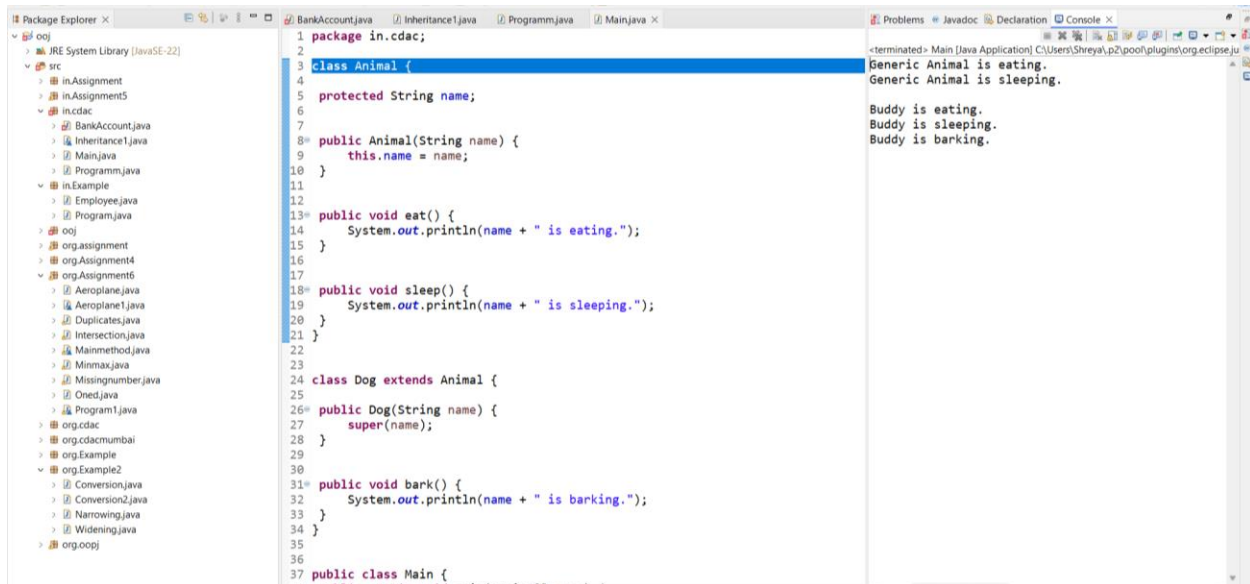 Package Explorer ×
ooj
JRE System Library [JavaSE-22]
src
in.Assignment
in.Assignment5
in.cdac
BankAccount.java
Inheritance1.java
Main.java
Programm.java
in.Example
Employee.java
Program.java
ooj
org.assignment
org.Assignment4
org.Assignment6
Aeroplane.java
Aeroplane1.java
Duplicates.java
Intersection.java
Mainmethod.java
Minmax.java
Missingnumber.java
Oned.java
Program1.java
org.cdac
org.cdacmumbai
org.Example
org.Example2
Conversion.java
Conversion2.java
Narrowing.java
Widening.java
org.oopj
BankAccount.java Inheritance1.java Programm.java Main.java ×
1 package in.cdac;
2
3 class Animal {
4
5 protected String name;
6
7
8 public Animal(String name) {
9 this.name = name;
10 }
11
12
13 public void eat() {
14 System.out.println(name + " is eating.");
15 }
16
17
18 public void sleep() {
19 System.out.println(name + " is sleeping.");
20 }
21 }
22
23
24 class Dog extends Animal {
25
26 public Dog(String name) {
27 super(name);
28 }
29
30
31 public void bark() {
32 System.out.println(name + " is barking.");
33 }
34 }
35
36
37 public class Main {
Problems Javadoc Declaration Console ×
<terminated> Main [Java Application] C:\Users\Shreya\.p2\pool\plugins\org.eclipse.ju
Generic Animal is eating.
Generic Animal is sleeping.
Buddy is eating.
Buddy is sleeping.
Buddy is barking.